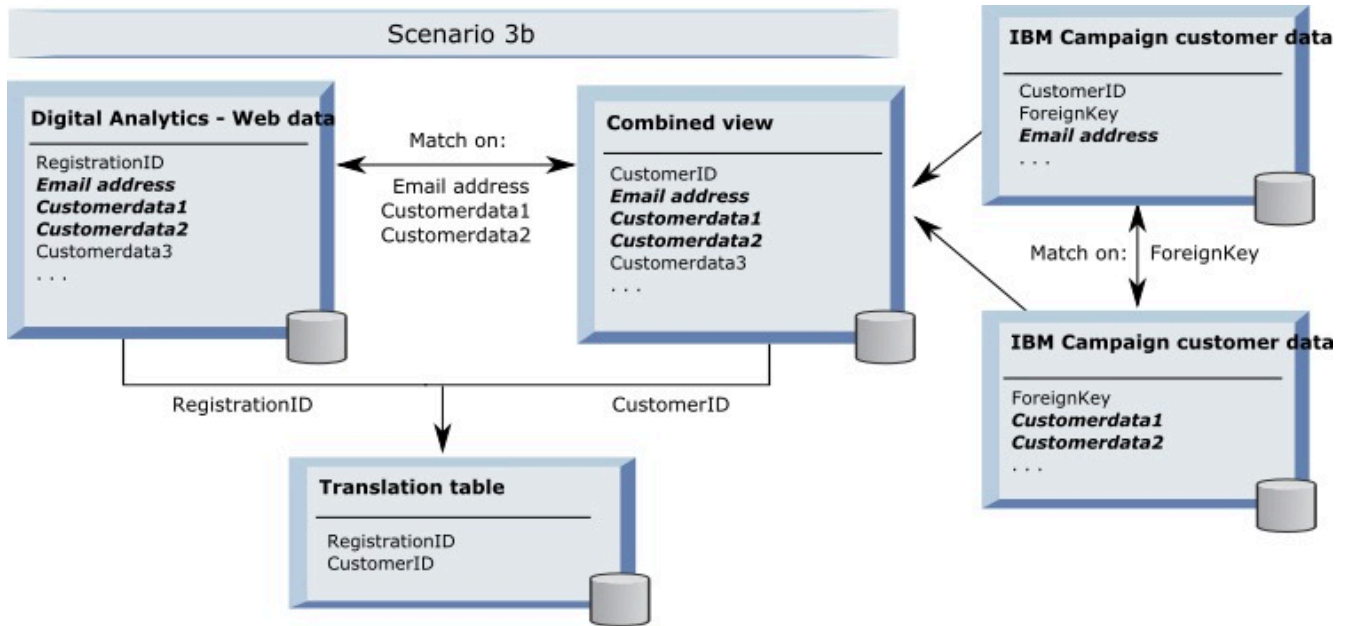 Scenario 3b
Digital Analytics - Web data
RegistrationID
Email address
Customerdata1
Customerdata2
Customerdata3
. . .
Match on:
Email address
Customerdata1
Customerdata2
Combined view
CustomerID
Email address
Customerdata1
Customerdata2
Customerdata3
. . .
IBM Campaign customer data
CustomerID
ForeignKey
Email address
. . .
Match on: ForeignKey
IBM Campaign customer data
ForeignKey
Customerdata1
Customerdata2
. . .
RegistrationID
CustomerID
Translation table
RegistrationID
CustomerID